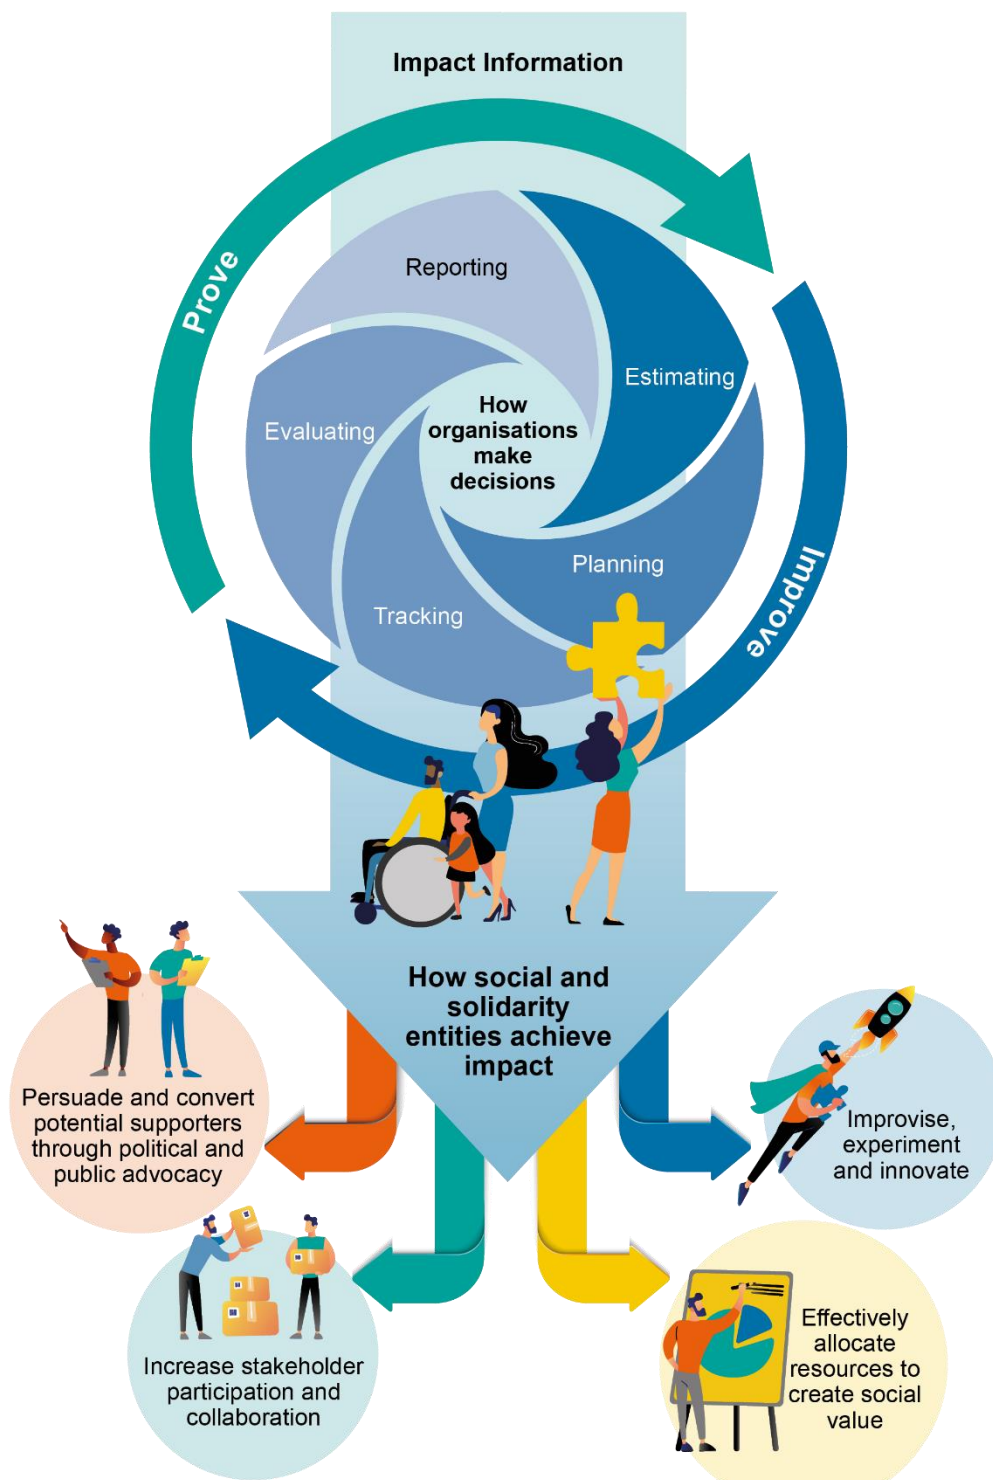 Impact Information
Prove
Reporting
Estimating
Evaluating
How
organisations
make
decisions
Planning
Improve
Tracking
How social and
solidarity
entities achieve
impact
Persuade and convert
potential supporters
through political and
public advocacy
Improvise,
experiment
and innovate
Increase stakeholder
participation and
collaboration
Effectively
allocate
resources to
create social
value